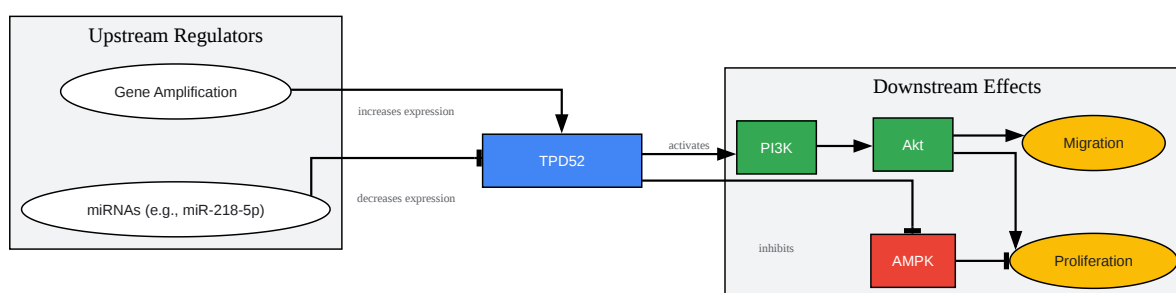 Upstream Regulators
Gene Amplification
increases expression
miRNAs (e.g., miR-218-5p)
decreases expression
TPD52
activates
Downstream Effects
PI3K
Akt
Migration
inhibits
AMPK
Proliferation